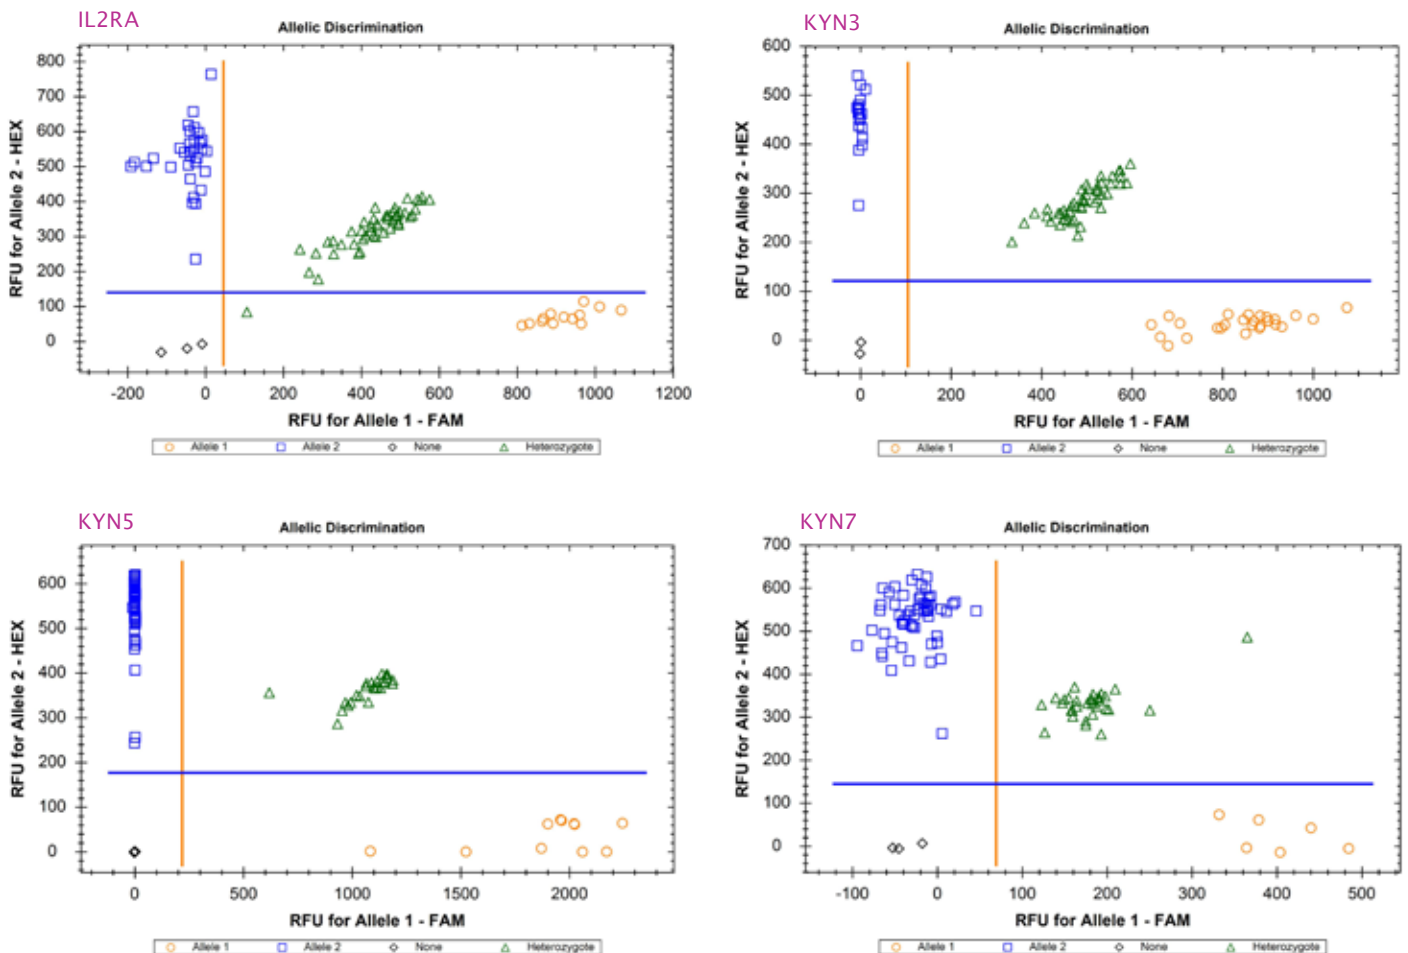 IL2RA
Allelic Discrimination
RFU for Allele 2 - HEX
800
700
600
500
400
300
200
100
0
-200 0 200 400 600 800 1000 1200
RFU for Allele 1 - FAM
Allele 1 Allele 2 None Heterozygote
KYN3
Allelic Discrimination
RFU for Allele 2 - HEX
600
500
400
300
200
100
0
0 200 400 600 800 1000
RFU for Allele 1 - FAM
Allele 1 Allele 2 None Heterozygote
KYN5
Allelic Discrimination
RFU for Allele 2 - HEX
600
500
400
300
200
100
0
0 500 1000 1500 2000
RFU for Allele 1 - FAM
Allele 1 Allele 2 None Heterozygote
KYN7
Allelic Discrimination
RFU for Allele 2 - HEX
700
600
500
400
300
200
100
0
-100 0 100 200 300 400 500
RFU for Allele 1 - FAM
Allele 1 Allele 2 None Heterozygote